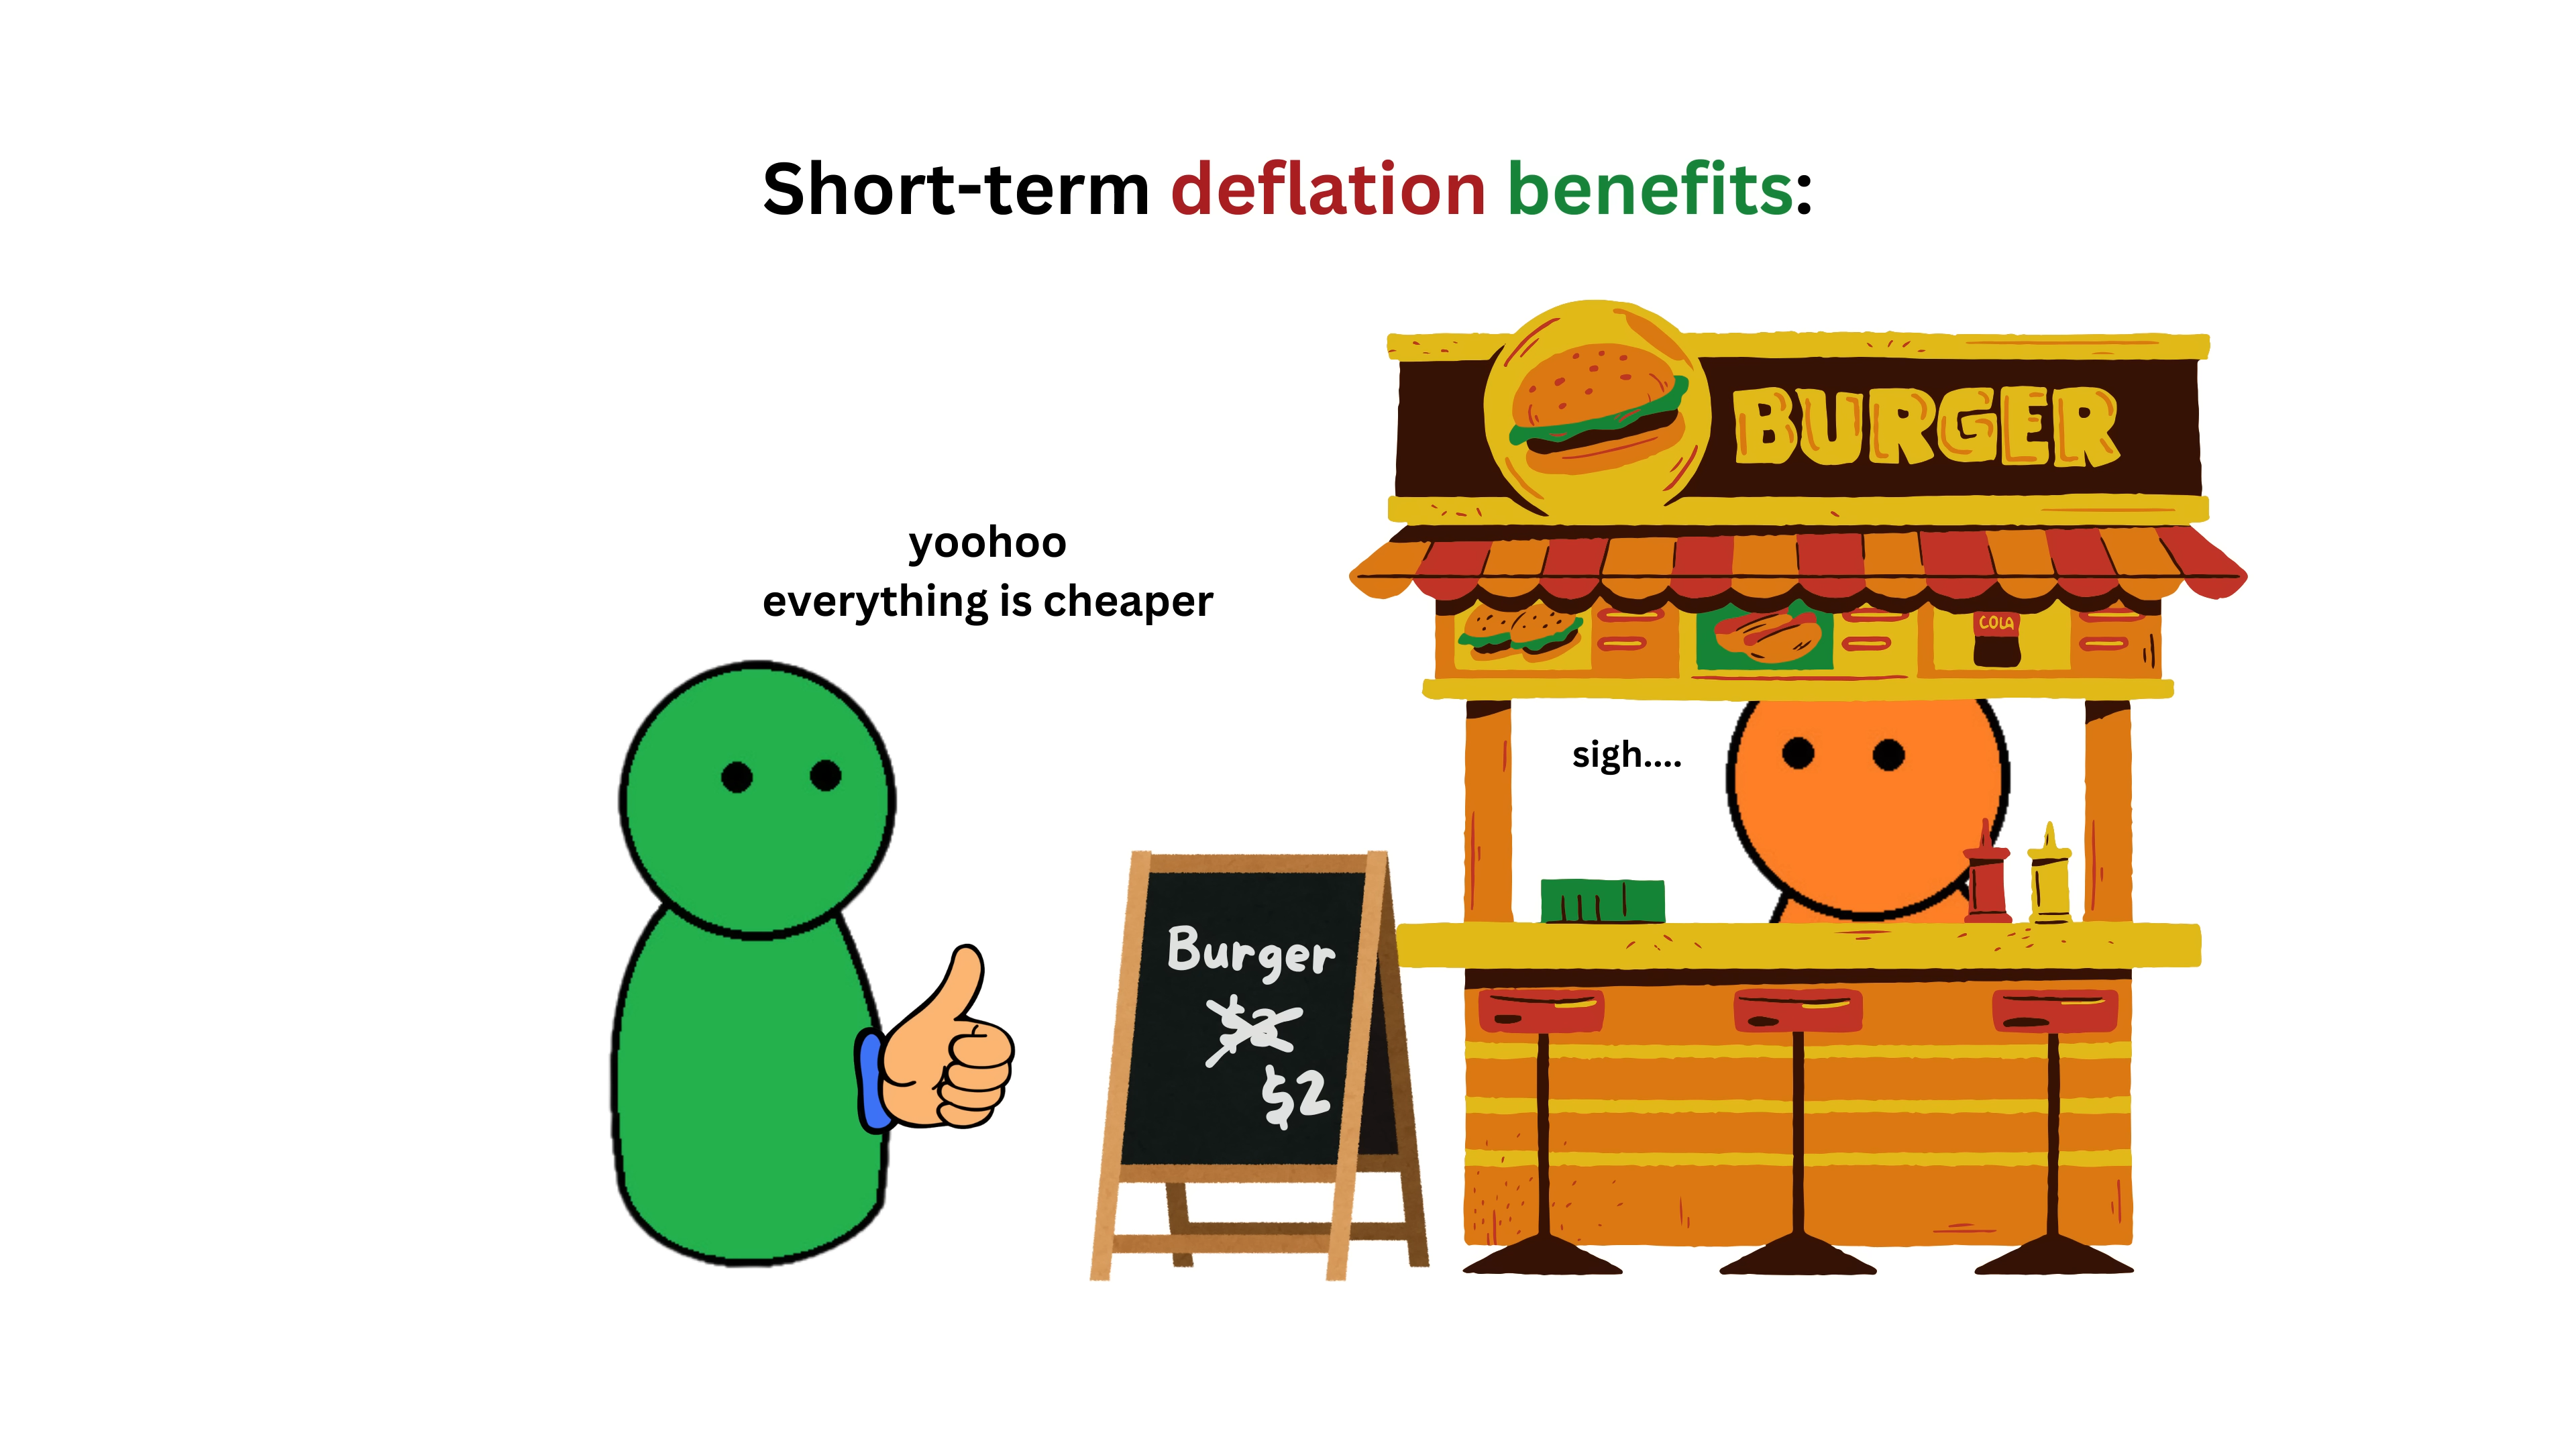 Short-term deflation benefits:
BURGER
yoohoo
everything is cheaper
COLA
sigh....
Burger
$2